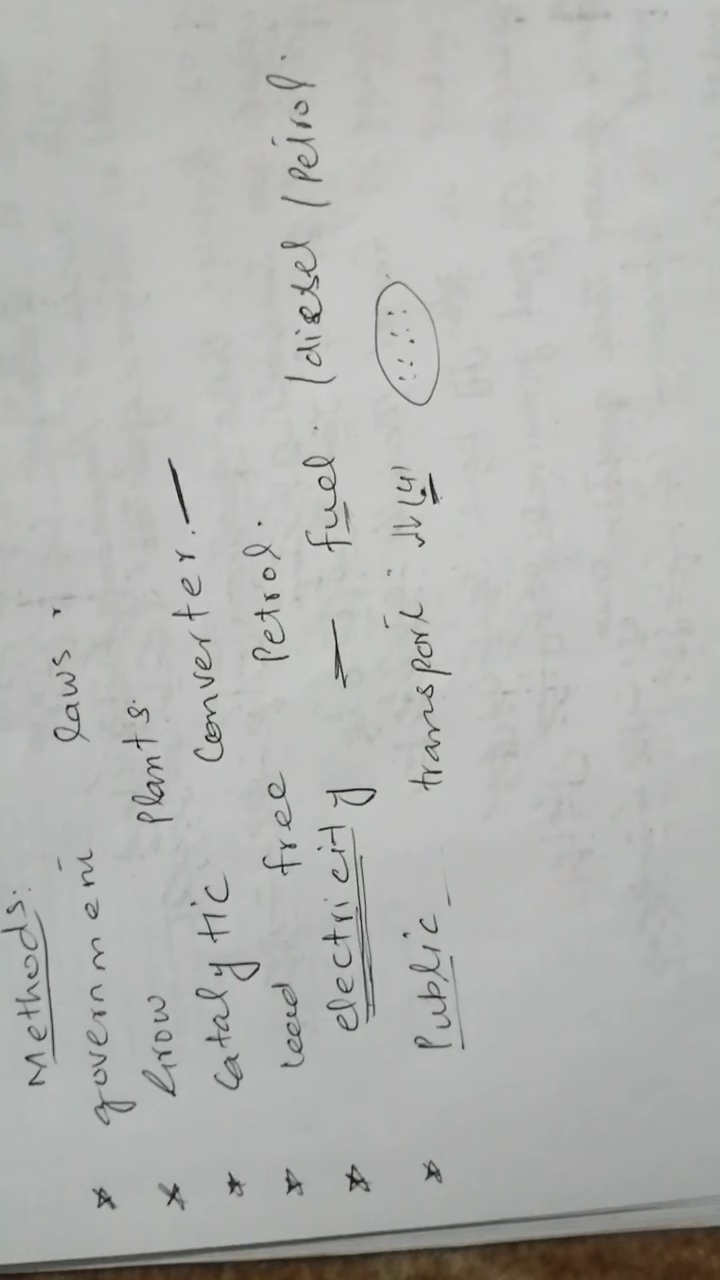 Methods.
* government laws.
* Grow Plants.
* Catalytic Converter. —
* lead free Petrol.
* electricity — fuel. (diesel / Petrol.
* Public transport.